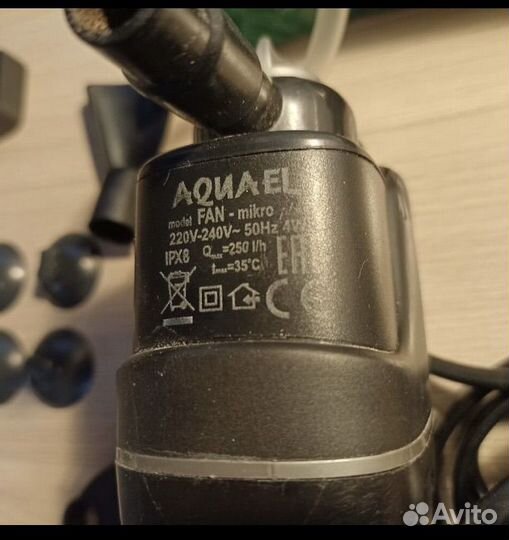 AQUAEL
model FAN - mikro
220V-240V~ 50Hz 4W
IPX8 Qmax=250 l/h
tmax=35°C
EAC
CE
Avito